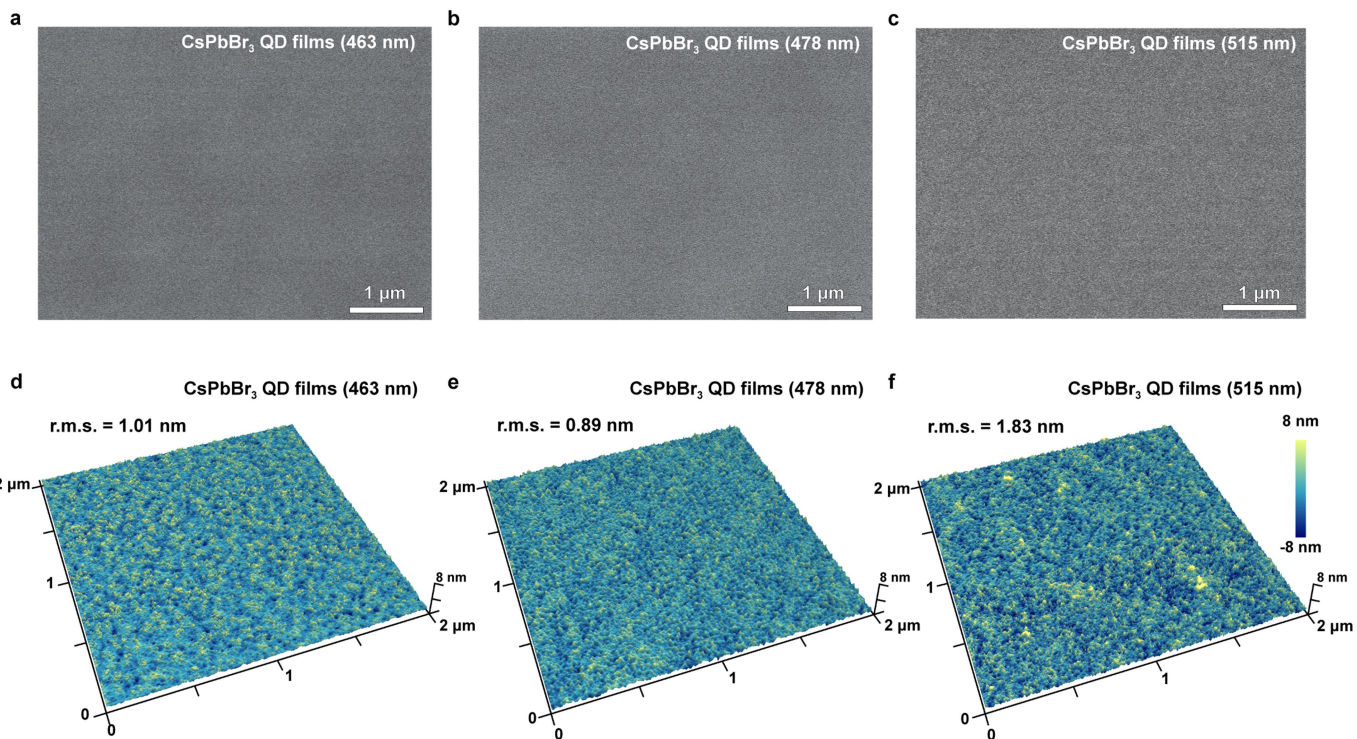 a
CsPbBr₃ QD films (463 nm)
1 μm
b
CsPbBr₃ QD films (478 nm)
1 μm
c
CsPbBr₃ QD films (515 nm)
1 μm
d
CsPbBr₃ QD films (463 nm)
r.m.s. = 1.01 nm
2 μm
1
0
0
1
2 μm
8 nm
e
CsPbBr₃ QD films (478 nm)
r.m.s. = 0.89 nm
2 μm
1
0
0
1
2 μm
8 nm
f
CsPbBr₃ QD films (515 nm)
r.m.s. = 1.83 nm
8 nm
-8 nm
2 μm
1
0
0
1
2 μm
8 nm